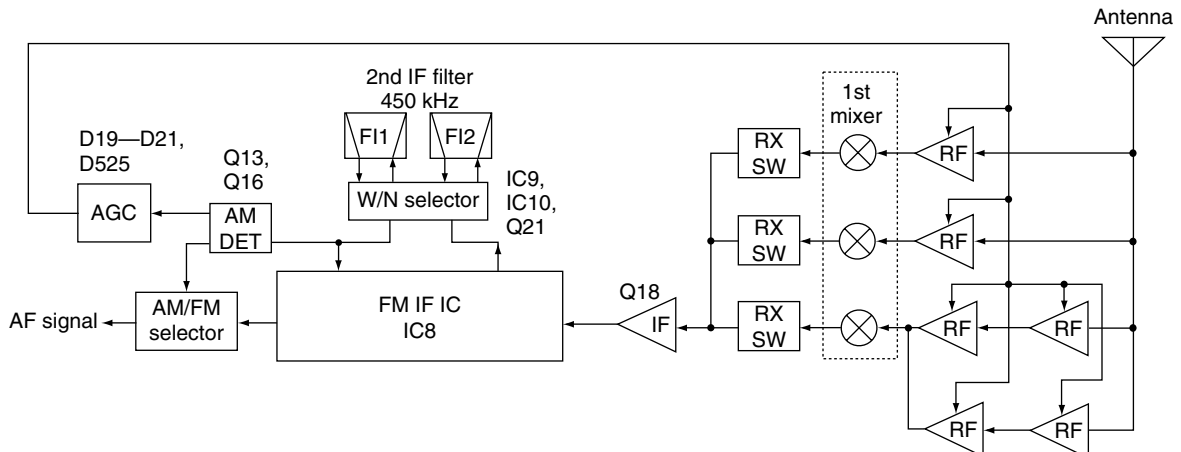 Antenna
2nd IF filter
450 kHz
1st
mixer
D19—D21,
D525
Q13,
Q16
FI1
FI2
RX
SW
RF
W/N selector
IC9,
IC10,
Q21
AGC
AM
DET
RX
SW
RF
Q18
AF signal
AM/FM
selector
FM IF IC
IC8
IF
RX
SW
RF
RF
RF
RF